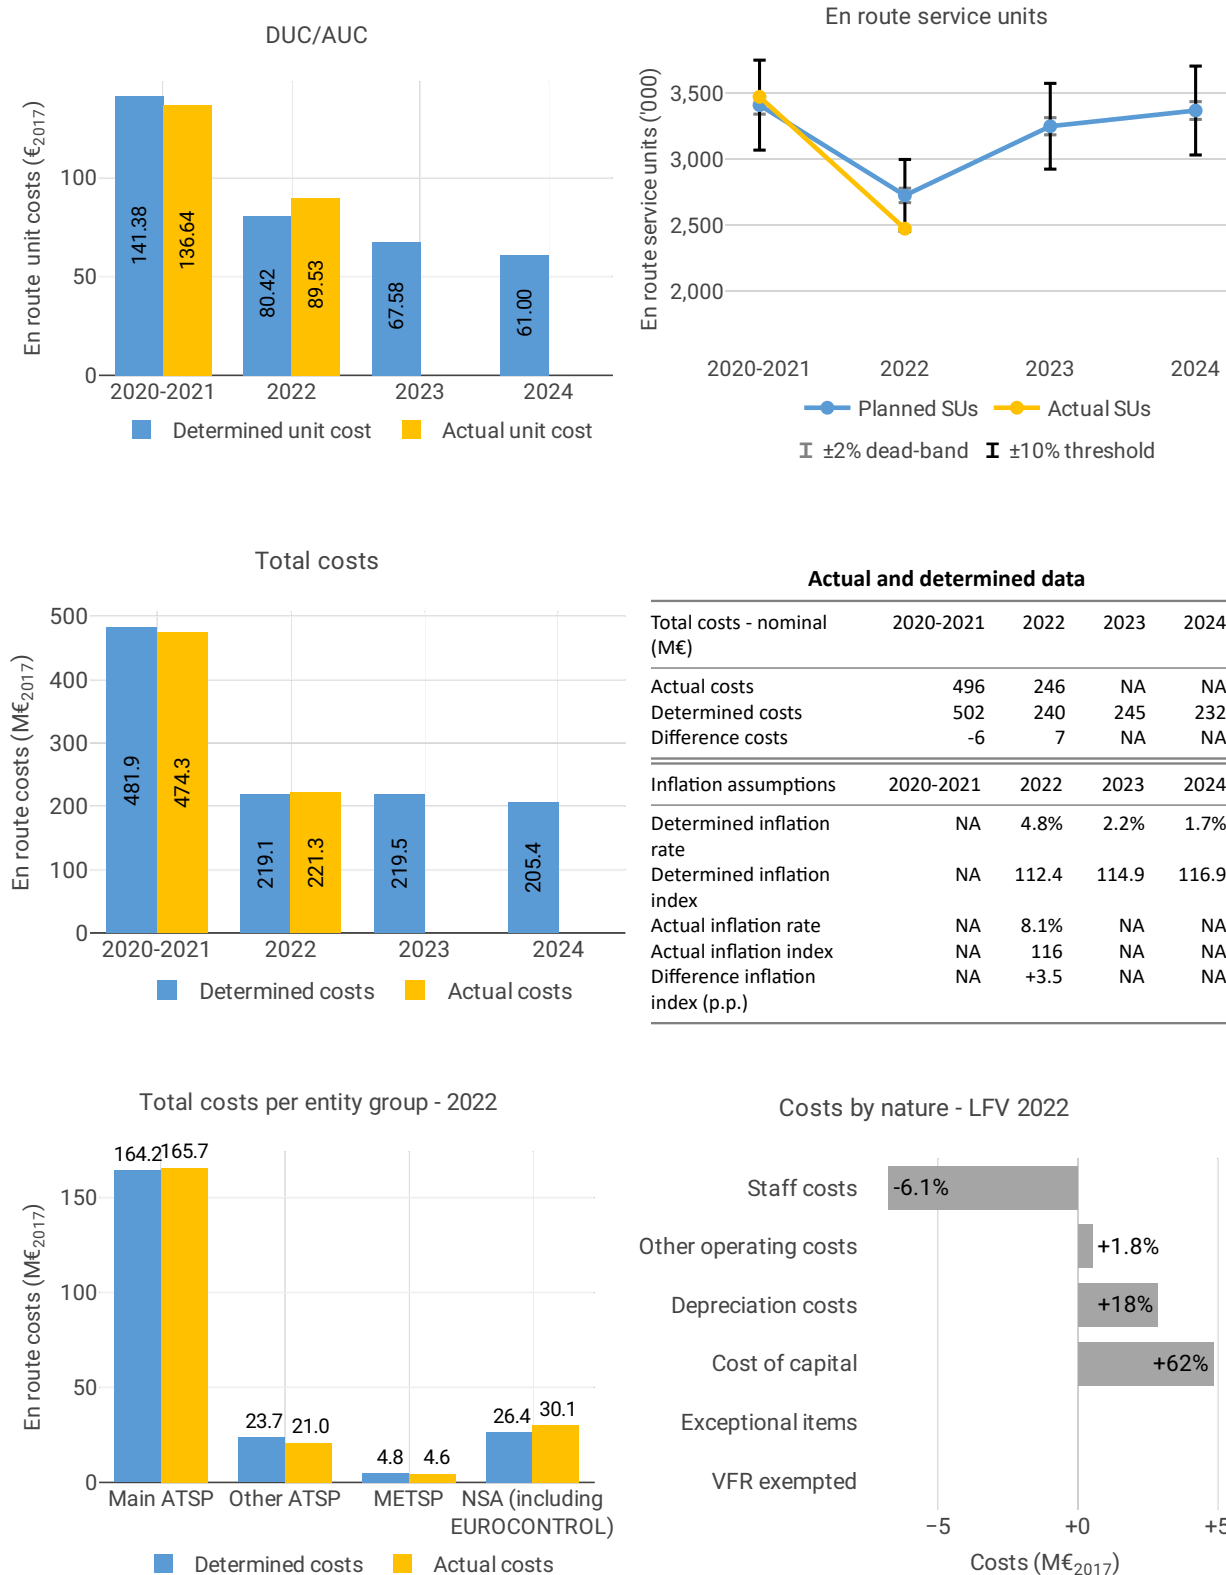 DUC/AUC
En route unit costs (€2017)
100
50
0
141.38
136.64
80.42
89.53
67.58
61.00
2020-2021 2022 2023 2024
Determined unit cost Actual unit cost
En route service units
En route service units ('000)
3,500
3,000
2,500
2,000
2020-2021 2022 2023 2024
Planned SUs Actual SUs
±2% dead-band ±10% threshold
Total costs
En route costs (M€2017)
500
400
300
200
100
0
481.9
474.3
219.1
221.3
219.5
205.4
2020-2021 2022 2023 2024
Determined costs Actual costs
Actual and determined data
Total costs - nominal 2020-2021 2022 2023 2024
(M€)
Actual costs 496 246 NA NA
Determined costs 502 240 245 232
Difference costs -6 7 NA NA
Inflation assumptions 2020-2021 2022 2023 2024
Determined inflation NA 4.8% 2.2% 1.7%
rate
Determined inflation NA 112.4 114.9 116.9
index
Actual inflation rate NA 8.1% NA NA
Actual inflation index NA 116 NA NA
Difference inflation NA +3.5 NA NA
index (p.p.)
Total costs per entity group - 2022
En route costs (M€2017)
150
100
50
0
164.2 165.7
23.7 21.0
4.8 4.6
26.4 30.1
Main ATSP Other ATSP METSP NSA (including
EUROCONTROL)
Determined costs Actual costs
Costs by nature - LFV 2022
Staff costs -6.1%
Other operating costs +1.8%
Depreciation costs +18%
Cost of capital +62%
Exceptional items
VFR exempted
−5 +0 +5
Costs (M€2017)